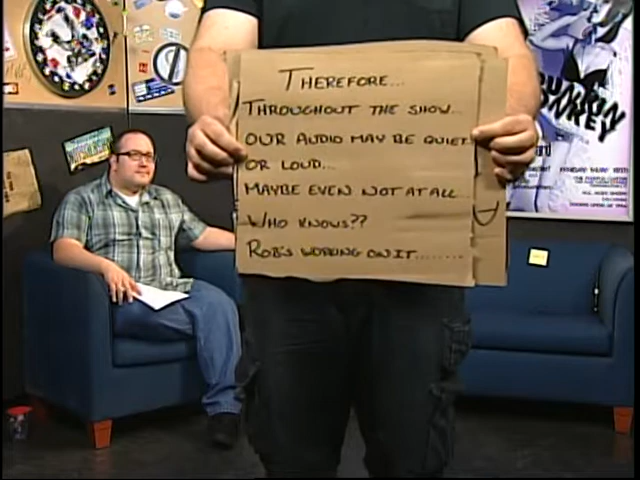 THEREFORE...
THROUGHOUT THE SHOW...
OUR AUDIO MAY BE QUIET
OR LOUD...
MAYBE EVEN NOT AT ALL...
WHO KNOWS??
ROB'S WORKING ON IT........